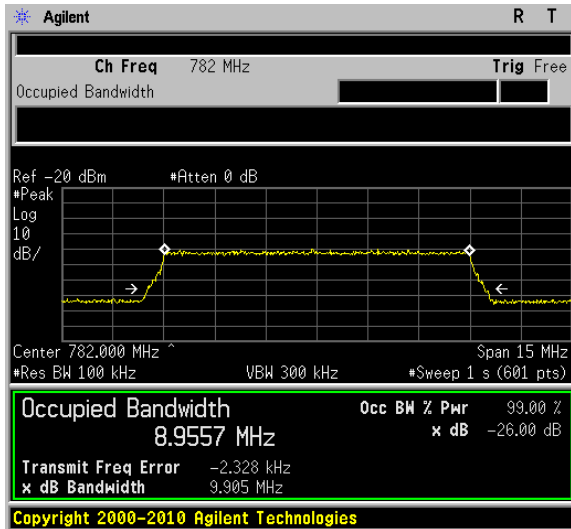 Agilent R T
Ch Freq 782 MHz Trig Free
Occupied Bandwidth
Ref -20 dBm #Atten 0 dB
#Peak
Log
10
dB/
Center 782.000 MHz ^ Span 15 MHz
#Res BW 100 kHz VBW 300 kHz #Sweep 1 s (601 pts)
Occupied Bandwidth Occ BW % Pwr 99.00 %
8.9557 MHz x dB -26.00 dB
Transmit Freq Error -2.328 kHz
x dB Bandwidth 9.905 MHz
Copyright 2000-2010 Agilent Technologies